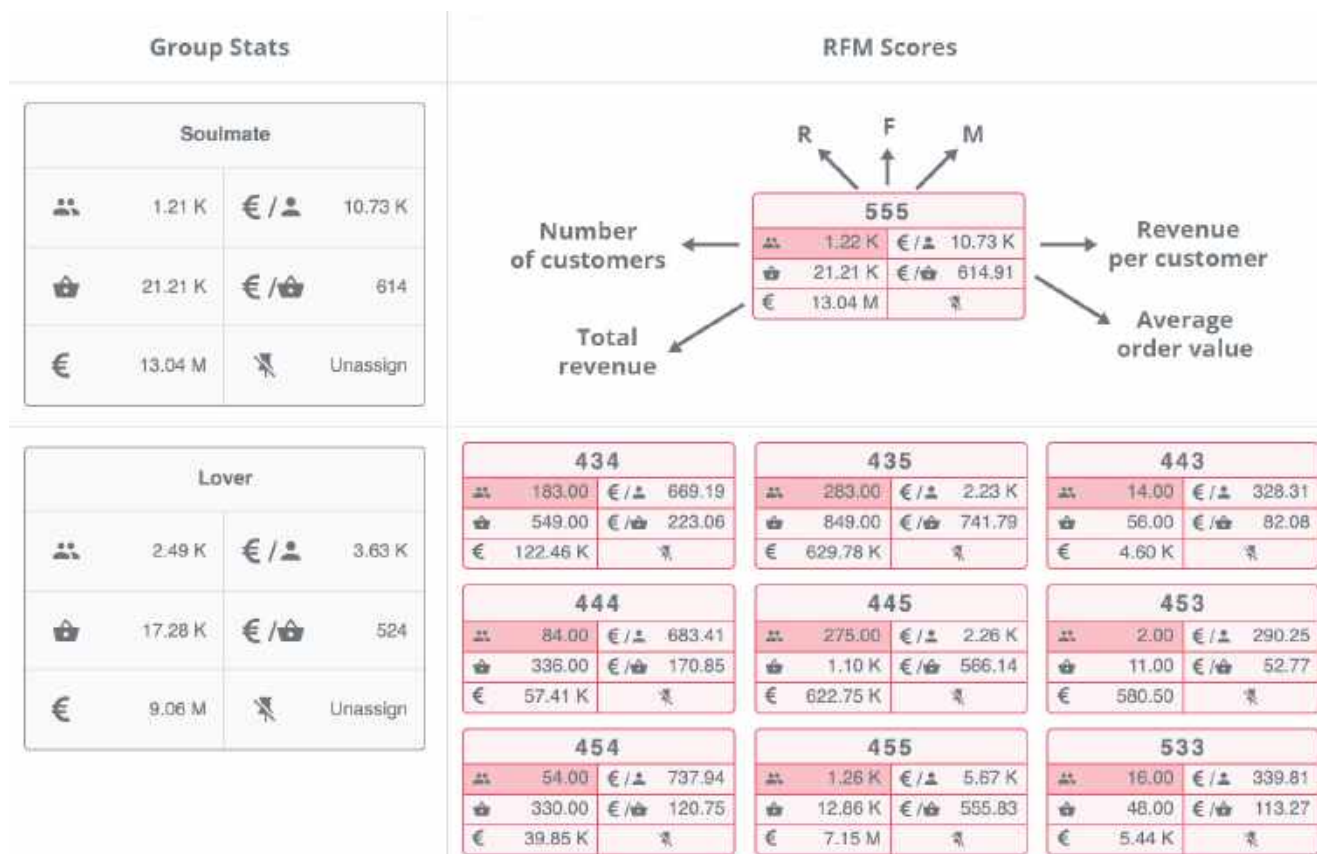 Group Stats
RFM Scores
Soulmate
1.21 K € / 10.73 K
21.21 K € / 614
€ 13.04 M Unassign
R F M
555
1.22 K € / 10.73 K
21.21 K € / 614.91
€ 13.04 M
Number
of customers
Total
revenue
Revenue
per customer
Average
order value
Lover
2.49 K € / 3.63 K
17.28 K € / 524
€ 9.06 M Unassign
434
183.00 € / 669.19
549.00 € / 223.06
€ 122.46 K
435
283.00 € / 2.23 K
849.00 € / 741.79
€ 629.78 K
443
14.00 € / 328.31
56.00 € / 82.08
€ 4.60 K
444
84.00 € / 683.41
336.00 € / 170.85
€ 57.41 K
445
275.00 € / 2.26 K
1.10 K € / 566.14
€ 622.75 K
453
2.00 € / 290.25
11.00 € / 52.77
€ 580.50
454
54.00 € / 737.94
330.00 € / 120.75
€ 39.85 K
455
1.26 K € / 5.67 K
12.86 K € / 555.83
€ 7.15 M
533
16.00 € / 339.81
48.00 € / 113.27
€ 5.44 K